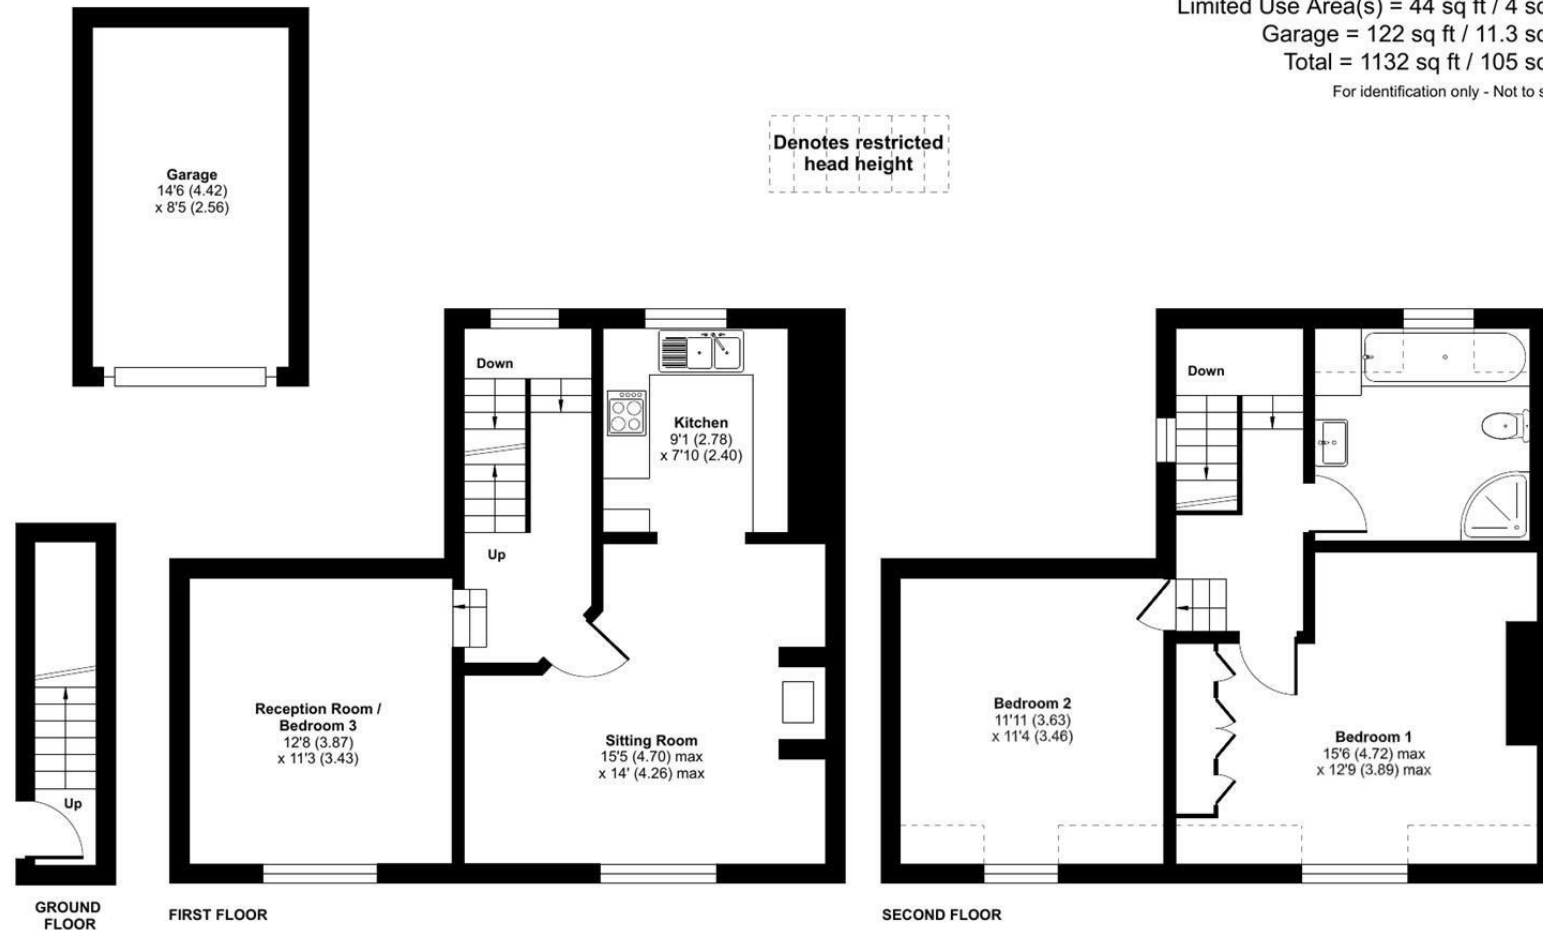 Limited Use Area(s) = 44 sq ft / 4 sq
Garage = 122 sq ft / 11.3 sq
Total = 1132 sq ft / 105 sq
For identification only - Not to s
Denotes restricted
head height
Garage
14'6 (4.42)
x 8'5 (2.56)
Down
Kitchen
9'1 (2.78)
x 7'10 (2.40)
Up
Reception Room /
Bedroom 3
12'8 (3.87)
x 11'3 (3.43)
Sitting Room
15'5 (4.70) max
x 14' (4.26) max
Down
Bedroom 2
11'11 (3.63)
x 11'4 (3.46)
Bedroom 1
15'6 (4.72) max
x 12'9 (3.89) max
Up
GROUND
FLOOR
FIRST FLOOR
SECOND FLOOR